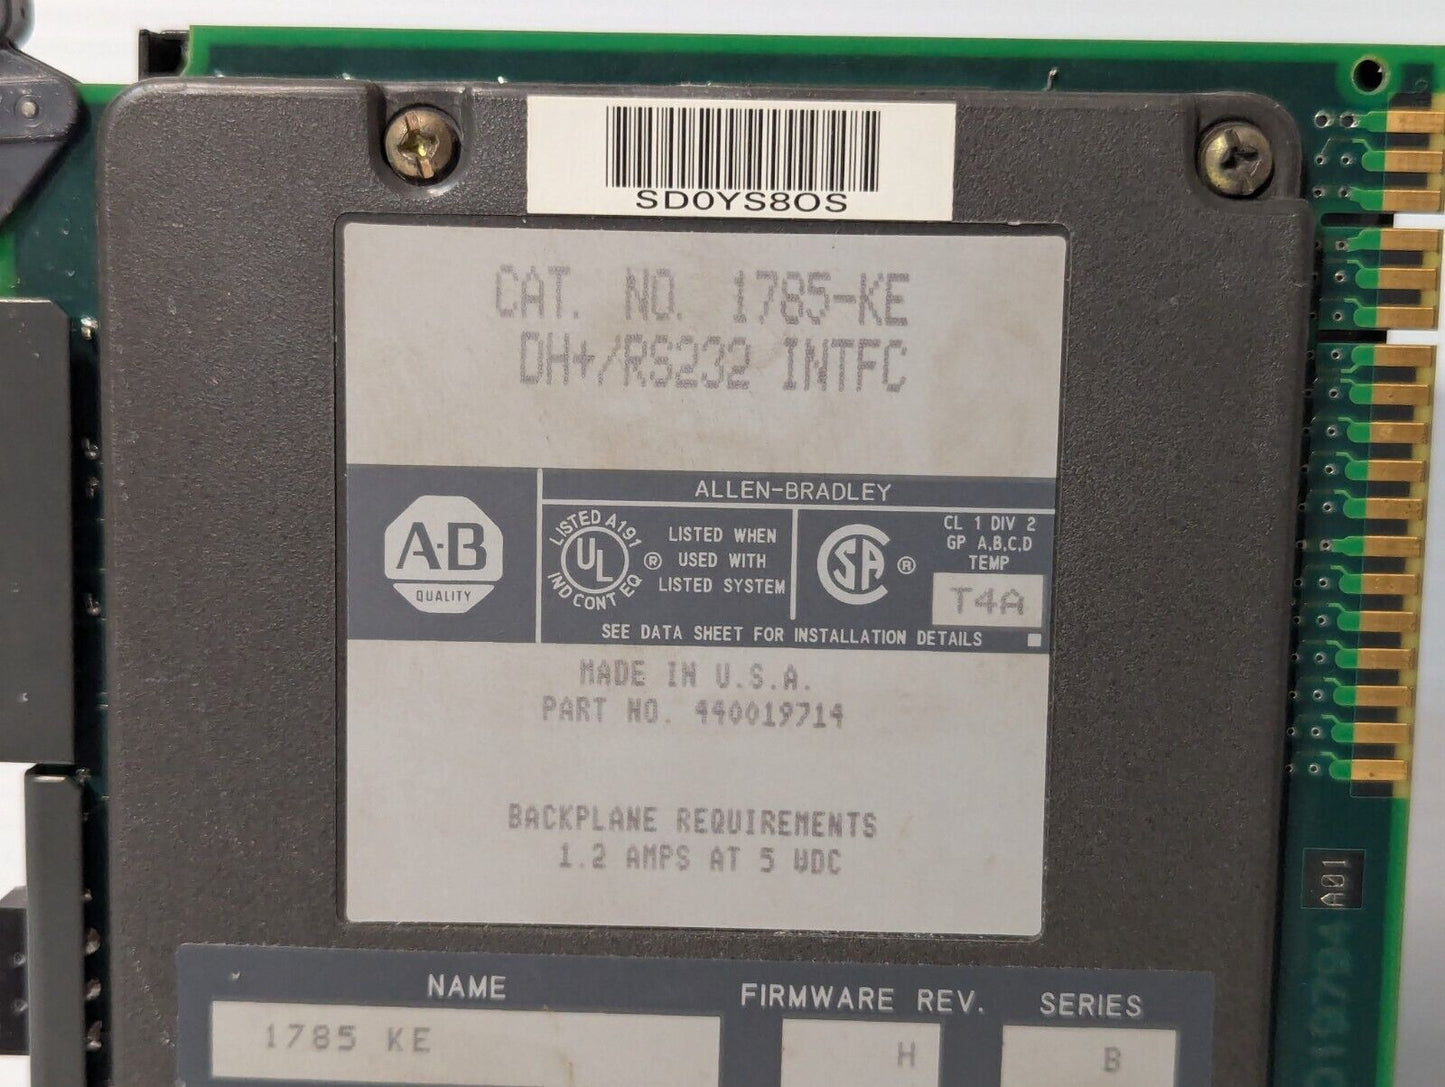 SD0YS8OS
CAT. NO. 1785-KE
DH+/RS232 INTFC
ALLEN-BRADLEY
A-B
QUALITY
LISTED A191
UL
IND CONT EQ
®
LISTED WHEN
USED WITH
LISTED SYSTEM
SA
®
CL 1 DIV 2
GP A,B,C,D
TEMP
T4A
SEE DATA SHEET FOR INSTALLATION DETAILS
MADE IN U.S.A.
PART NO. 440019714
BACKPLANE REQUIREMENTS
1.2 AMPS AT 5 VDC
NAME
FIRMWARE REV.
SERIES
1785 KE
H
B
A01